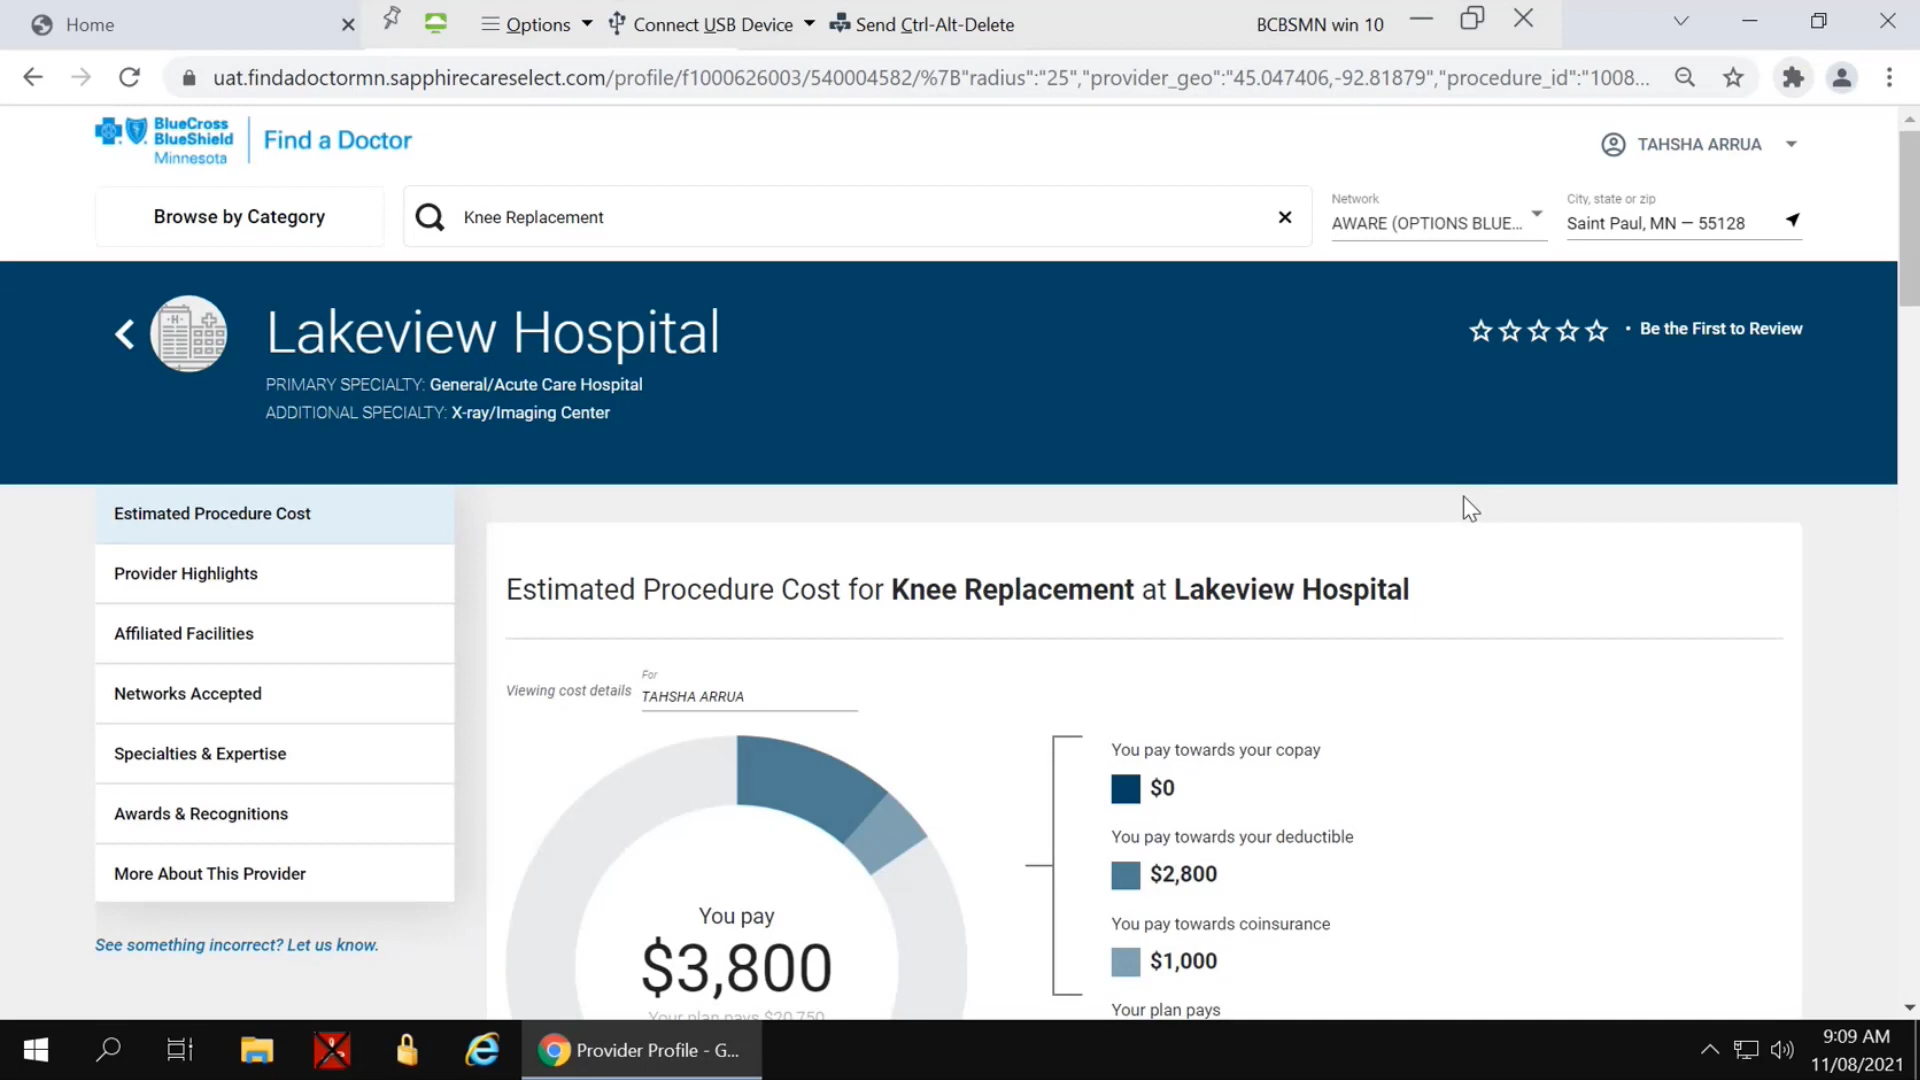 Home
Options
Connect USB Device
Send Ctrl-Alt-Delete
BCBSMN win 10
uat.findadoctormn.sapphirecareselect.com/profile/f1000626003/540004582/%7B"radius":"25","provider_geo":"45.047406,-92.81879","procedure_id":"1008...
BlueCross
BlueShield
Minnesota
Find a Doctor
TAHSHA ARRUA
Browse by Category
Knee Replacement
Network
AWARE (OPTIONS BLUE...
City, state or zip
Saint Paul, MN — 55128
Lakeview Hospital
PRIMARY SPECIALTY: General/Acute Care Hospital
ADDITIONAL SPECIALTY: X-ray/Imaging Center
• Be the First to Review
Estimated Procedure Cost
Provider Highlights
Affiliated Facilities
Networks Accepted
Specialties & Expertise
Awards & Recognitions
More About This Provider
See something incorrect? Let us know.
Estimated Procedure Cost for Knee Replacement at Lakeview Hospital
Viewing cost details
For
TAHSHA ARRUA
You pay
$3,800
Your plan pays $20,750
You pay towards your copay
$0
You pay towards your deductible
$2,800
You pay towards coinsurance
$1,000
Your plan pays
Provider Profile - G...
9:09 AM
11/08/2021